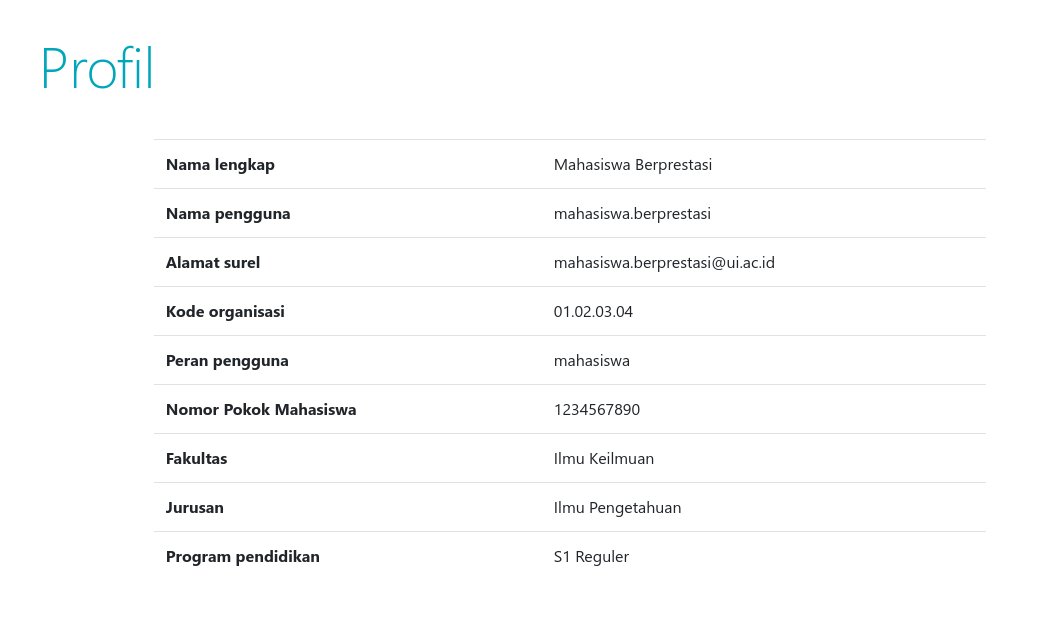 Profil
Nama lengkap Mahasiswa Berprestasi
Nama pengguna mahasiswa.berprestasi
Alamat surel mahasiswa.berprestasi@ui.ac.id
Kode organisasi 01.02.03.04
Peran pengguna mahasiswa
Nomor Pokok Mahasiswa 1234567890
Fakultas Ilmu Keilmuan
Jurusan Ilmu Pengetahuan
Program pendidikan S1 Reguler